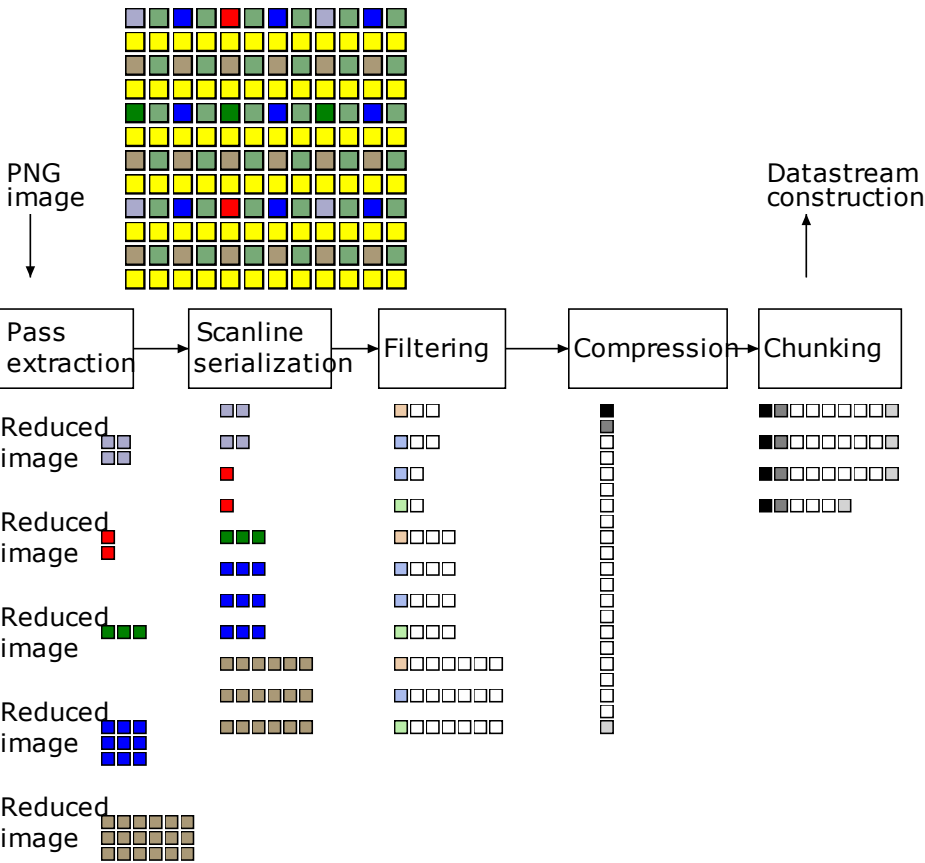 PNG
image
Datastream
construction
Pass
extraction
Scanline
serialization
Filtering
Compression
Chunking
Reduced
image
Reduced
image
Reduced
image
Reduced
image
Reduced
image